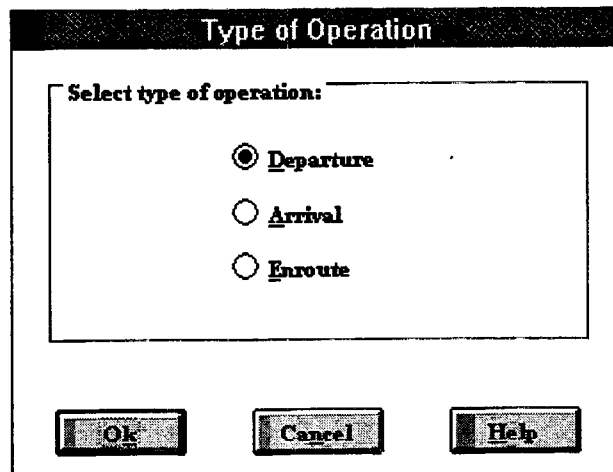 Type of Operation
Select type of operation:
Departure
Arrival
Enroute
Ok Cancel Help